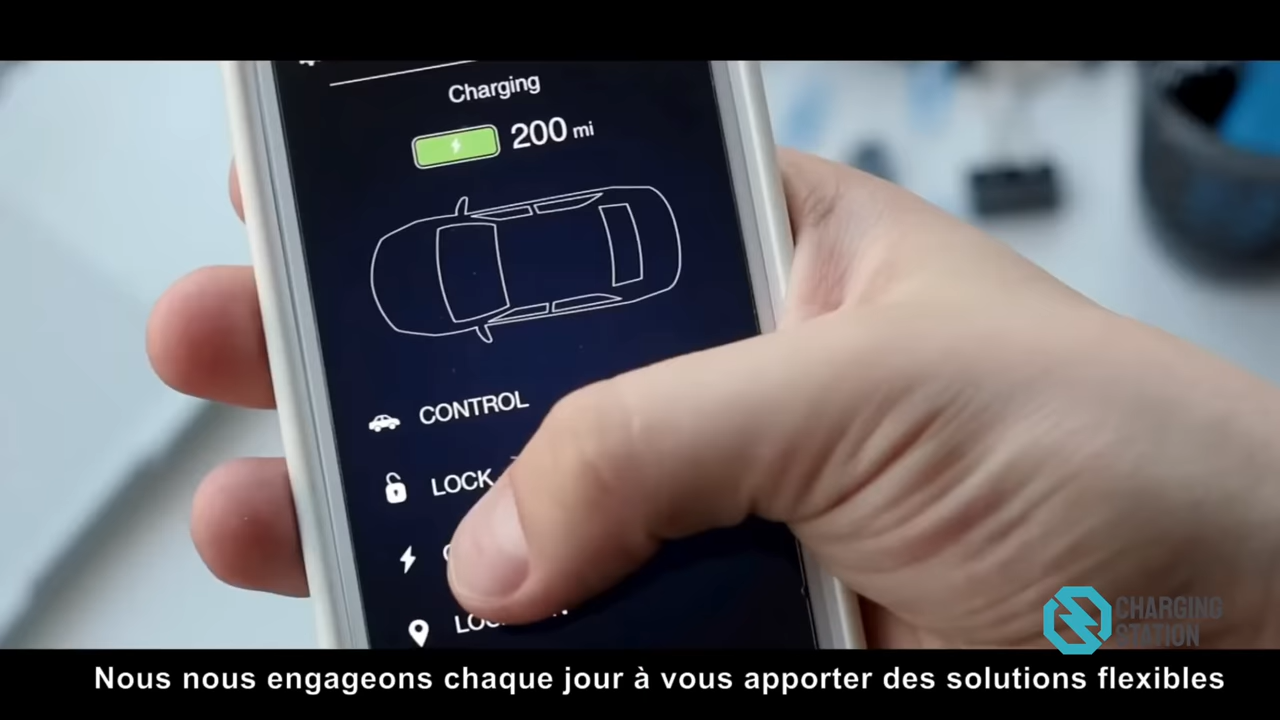 Charging
200 mi
CONTROL
LOCK
CHARGING
STATION
Nous nous engageons chaque jour à vous apporter des solutions flexibles